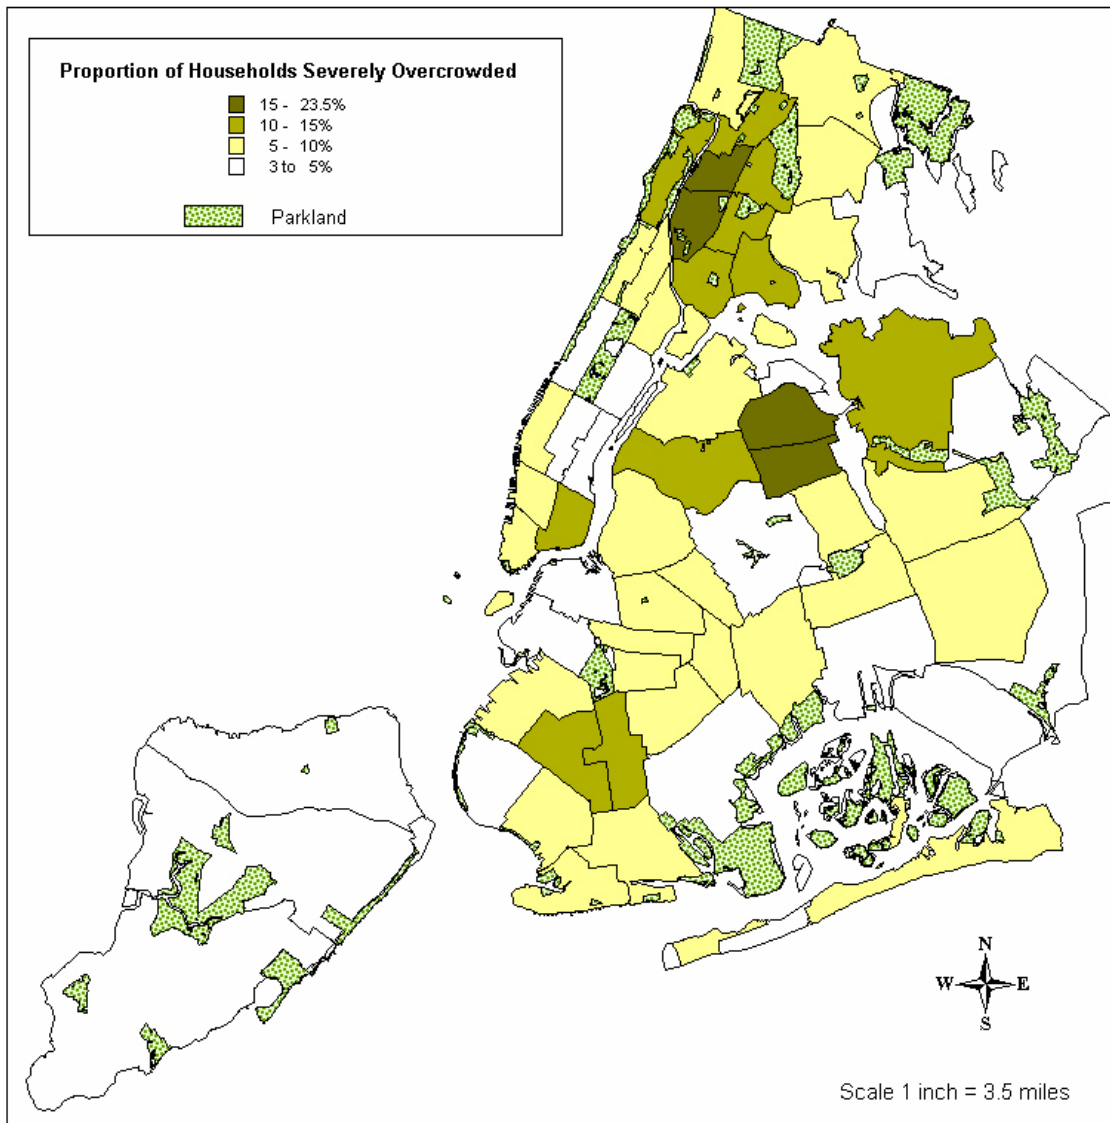 Proportion of Households Severely Overcrowded
15 - 23.5%
10 - 15%
5 - 10%
3 to 5%
Parkland
N
W E
S
Scale 1 inch = 3.5 miles